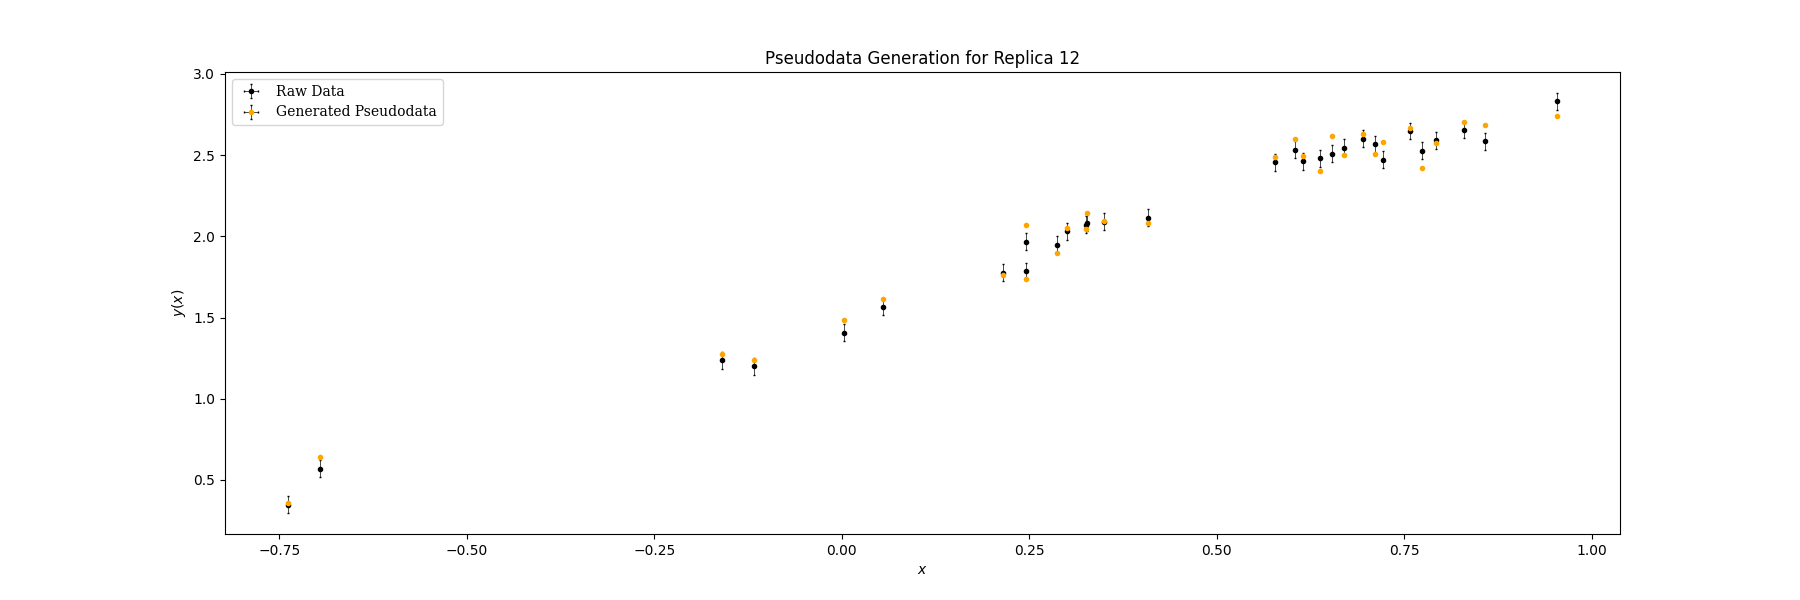 Pseudodata Generation for Replica 12
3.0
Raw Data
Generated Pseudodata
2.5
2.0
y(x)
1.5
1.0
0.5
−0.75 −0.50 −0.25 0.00 0.25 0.50 0.75 1.00
x